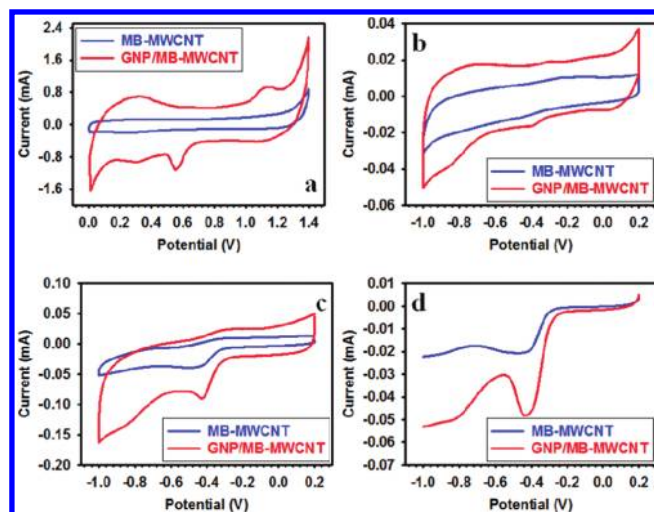 MB-MWCNT
GNP/MB-MWCNT
a
2.4
1.6
0.8
0.0
-0.8
-1.6
Current (mA)
0.0 0.2 0.4 0.6 0.8 1.0 1.2 1.4
Potential (V)
b
MB-MWCNT
GNP/MB-MWCNT
0.04
0.02
0.00
-0.02
-0.04
-0.06
Current (mA)
-1.0 -0.8 -0.6 -0.4 -0.2 0.0 0.2
Potential (V)
c
MB-MWCNT
GNP/MB-MWCNT
0.10
0.05
0.00
-0.05
-0.10
-0.15
-0.20
Current (mA)
-1.0 -0.8 -0.6 -0.4 -0.2 0.0 0.2
Potential (V)
d
MB-MWCNT
GNP/MB-MWCNT
0.01
0.00
-0.01
-0.02
-0.03
-0.04
-0.05
-0.06
-0.07
Current (mA)
-1.0 -0.8 -0.6 -0.4 -0.2 0.0 0.2
Potential (V)